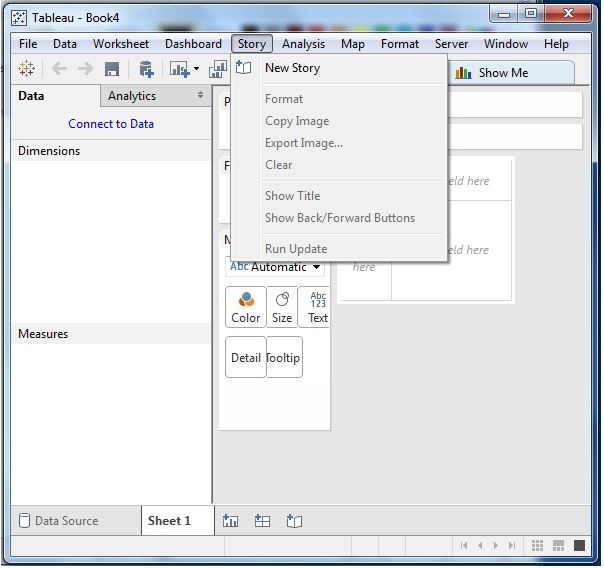 Tableau - Book4
File Data Worksheet Dashboard Story Analysis Map Format Server Window Help
New Story
Show Me
Data Analytics
Format
Connect to Data
Copy Image
Dimensions
Export Image...
Clear
eld here
Show Title
Show Back/Forward Buttons
Run Update
eld here
Abc Automatic
here
Color Size Abc 123 Text
Measures
Detail Tooltip
Data Source Sheet 1